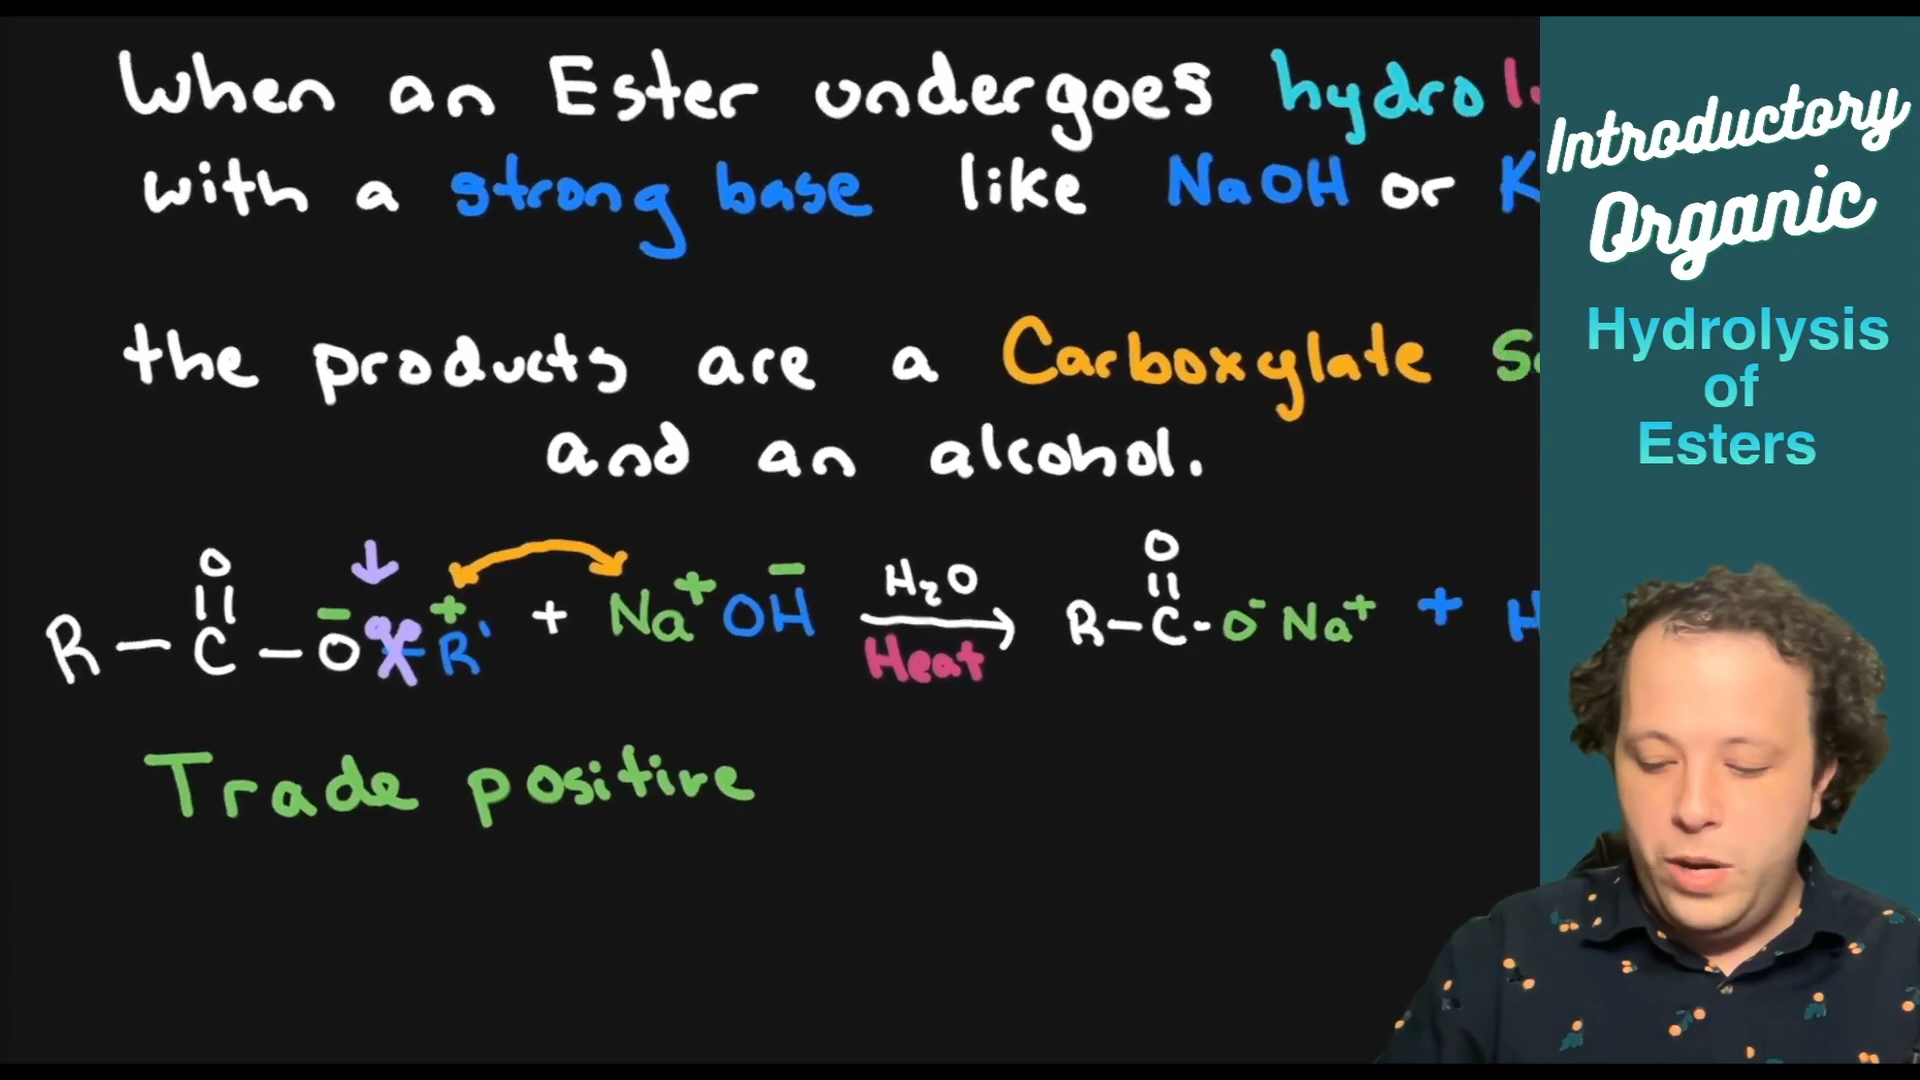 When an Ester undergoes hydrol
with a strong base like NaOH or K
the products are a Carboxylate S
and an alcohol.
O
||
R—C—O⁻—⁺R' + Na⁺OH⁻ H₂O → Heat R-C-O⁻Na⁺ + H
O
||
Trade positive
Introductory
Organic
Hydrolysis
of
Esters